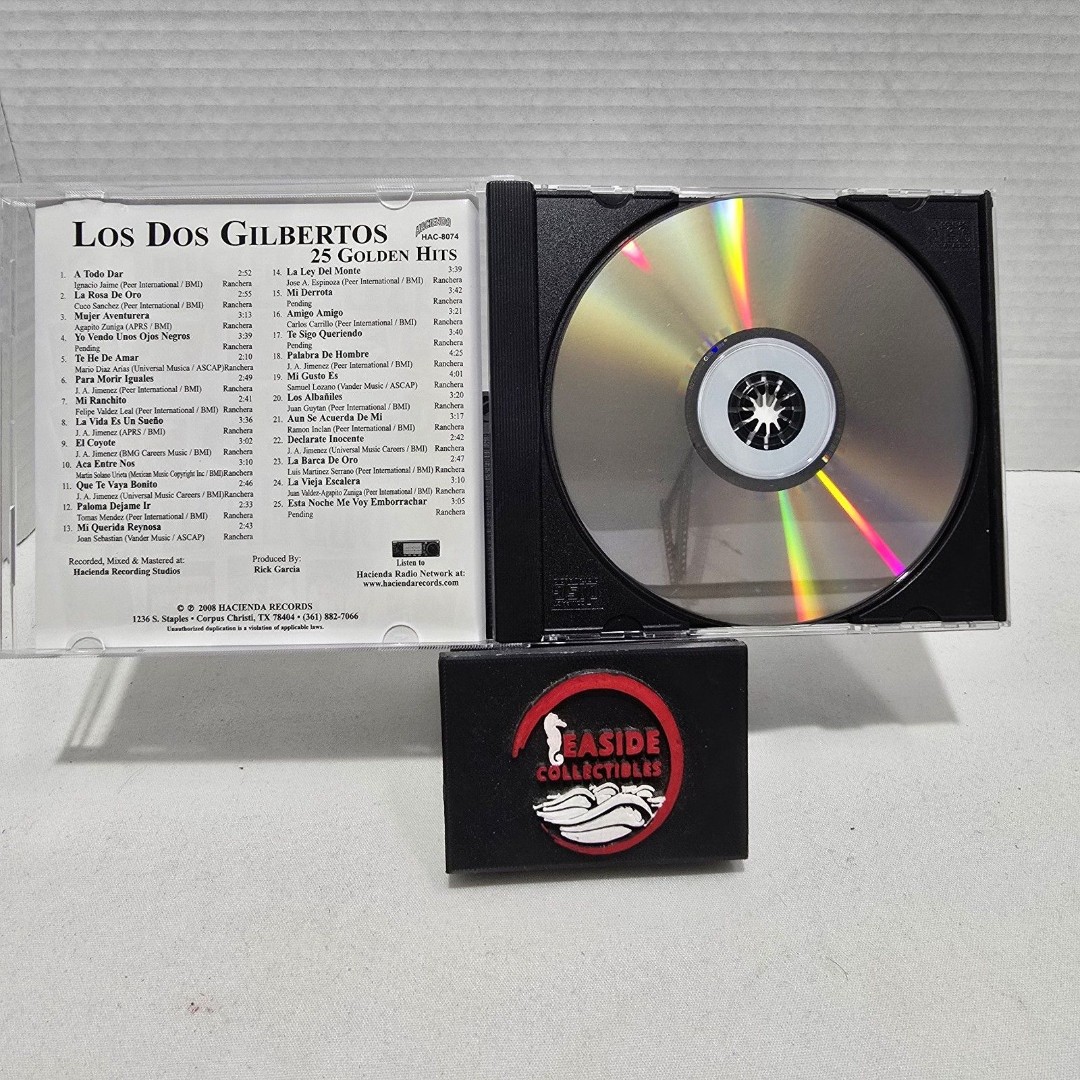 LOS DOS GILBERTOS
HACIENDA
HAC-8074
25 GOLDEN HITS
1. A Todo Dar 2:52
Ignacio Jaime (Peer International / BMI) Ranchera
2. La Rosa De Oro 2:55
Cuco Sanchez (Peer International / BMI) Ranchera
3. Mujer Aventurera 3:13
Agapito Zuniga (APRS / BMI) Ranchera
4. Yo Vendo Unos Ojos Negros 3:39
Pending Ranchera
5. Te He De Amar 2:10
Mario Diaz Arias (Universal Musica / ASCAP) Ranchera
6. Para Morir Iguales 2:49
J. A. Jimenez (Peer International / BMI) Ranchera
7. Mi Ranchito 2:41
Felipe Valdez Leal (Peer International / BMI) Ranchera
8. La Vida Es Un Sueño 3:36
J. A. Jimenez (APRS / BMI) Ranchera
9. El Coyote 3:02
J. A. Jimenez (BMG Careers Music / BMI) Ranchera
10. Aca Entre Nos 3:10
Martin Solano Urieta (Mexican Music Copyright Inc / BMI) Ranchera
11. Que Te Vaya Bonito 2:46
J. A. Jimenez (Universal Music Careers / BMI) Ranchera
12. Paloma Dejame Ir 2:33
Tomas Mendez (Peer International / BMI) Ranchera
13. Mi Querida Reynosa 2:43
Joan Sebastian (Vander Music / ASCAP) Ranchera
14. La Ley Del Monte 3:39
Jose A. Espinoza (Peer International / BMI) Ranchera
15. Mi Derrota 3:42
Pending Ranchera
16. Amigo Amigo 3:21
Carlos Carrillo (Peer International / BMI) Ranchera
17. Te Sigo Queriendo 3:40
Pending Ranchera
18. Palabra De Hombre 4:25
J. A. Jimenez (Peer International / BMI) Ranchera
19. Mi Gusto Es 4:01
Samuel Lozano (Vander Music / ASCAP) Ranchera
20. Los Albañiles 3:20
Juan Guytan (Peer International / BMI) Ranchera
21. Aun Se Acuerda De Mi 3:17
Ramon Inclan (Peer International / BMI) Ranchera
22. Declarate Inocente 2:42
J. A. Jimenez (Universal Music Careers / BMI) Ranchera
23. La Barca De Oro 2:47
Luis Martinez Serrano (Peer International / BMI) Ranchera
24. La Vieja Escalera 3:10
Juan Valdez-Agapito Zuniga (Peer International / BMI) Ranchera
25. Esta Noche Me Voy Emborrachar 3:05
Pending Ranchera
Recorded, Mixed & Mastered at:
Hacienda Recording Studios
Produced By:
Rick Garcia
Listen to
Hacienda Radio Network at:
www.haciendarecords.com
© ℗ 2008 HACIENDA RECORDS
1236 S. Staples • Corpus Christi, TX 78404 • (361) 882-7066
Unauthorized duplication is a violation of applicable laws.
SEASIDE
COLLECTIBLES